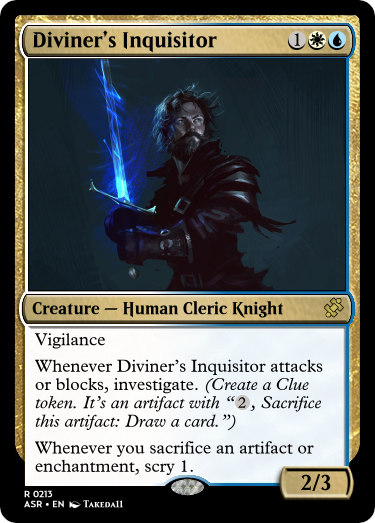 Diviner's Inquisitor 1
Creature — Human Cleric Knight
Vigilance
Whenever Diviner's Inquisitor attacks
or blocks, investigate. (Create a Clue
token. It's an artifact with “2, Sacrifice
this artifact: Draw a card.”)
Whenever you sacrifice an artifact or
enchantment, scry 1.
2/3
R 0213
ASR • EN Takeda11